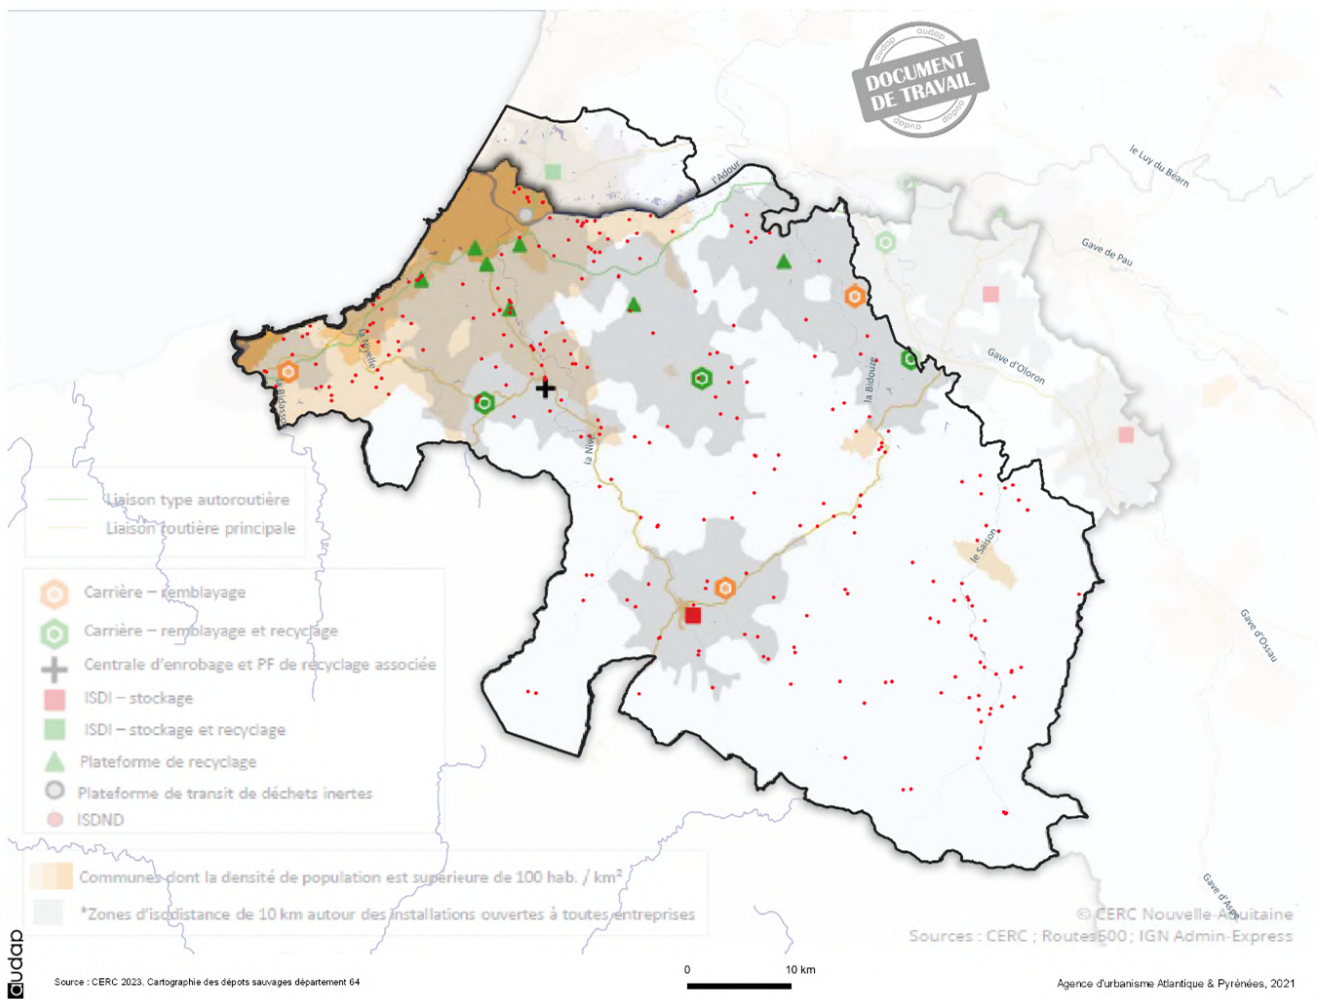 audap
DOCUMENT
DE TRAVAIL
audap
audap
audap
le Luy du Béarn
l'Adour
Gave de Pau
Gave d'Oloron
la Nivelle
la Bidouze
la Bidasso
la Nive
le Saison
Gave d'Ossau
Gave d'Aspe
Liaison type autoroutière
Liaison routière principale
Carrière – remblayage
Carrière – remblayage et recyclage
Centrale d'enrobage et PF de recyclage associée
ISDI – stockage
ISDI – stockage et recyclage
Plateforme de recyclage
Plateforme de transit de déchets inertes
ISDND
Communes dont la densité de population est supérieure de 100 hab. / km²
*Zones d'isodistance de 10 km autour des installations ouvertes à toutes entreprises
© CERC Nouvelle-Aquitaine
Sources : CERC ; Routes500 ; IGN Admin-Express
audap
Source : CERC 2023, Cartographie des dépots sauvages département 64
0 10 km
Agence d'urbanisme Atlantique & Pyrénées, 2021